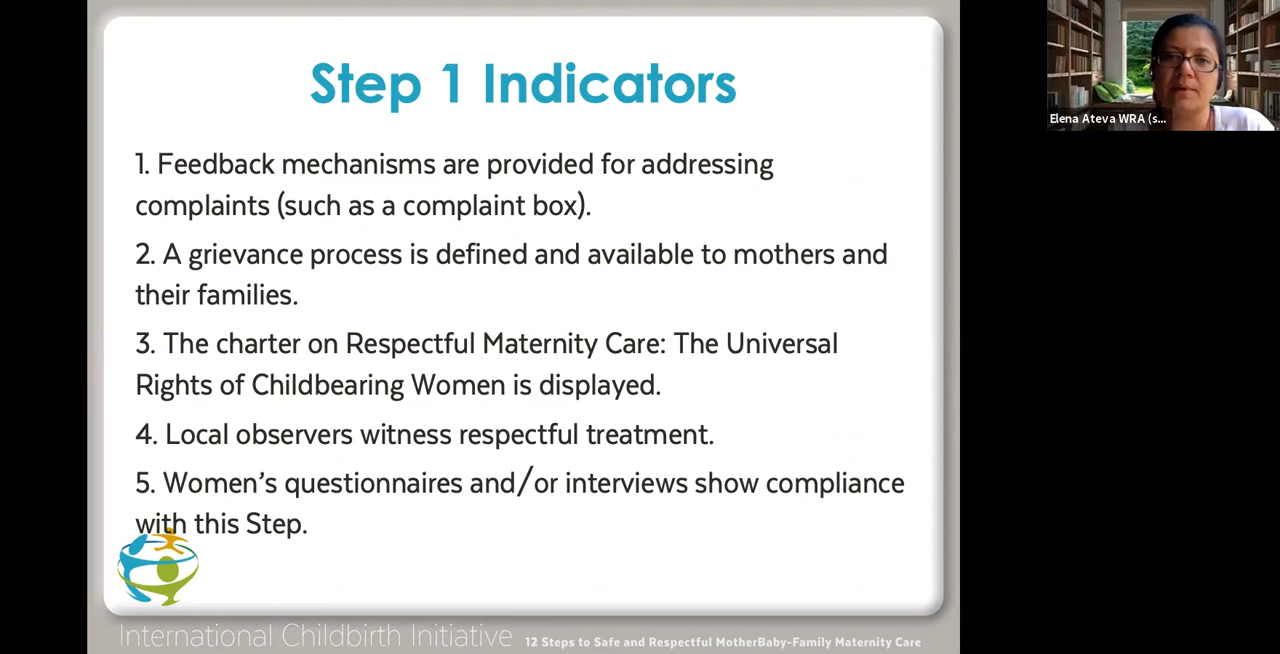 Step 1 Indicators
1. Feedback mechanisms are provided for addressing
complaints (such as a complaint box).
2. A grievance process is defined and available to mothers and
their families.
3. The charter on Respectful Maternity Care: The Universal
Rights of Childbearing Women is displayed.
4. Local observers witness respectful treatment.
5. Women’s questionnaires and/or interviews show compliance
with this Step.
International Childbirth Initiative 12 Steps to Safe and Respectful MotherBaby-Family Maternity Care
Elena Ateva WRA (s...